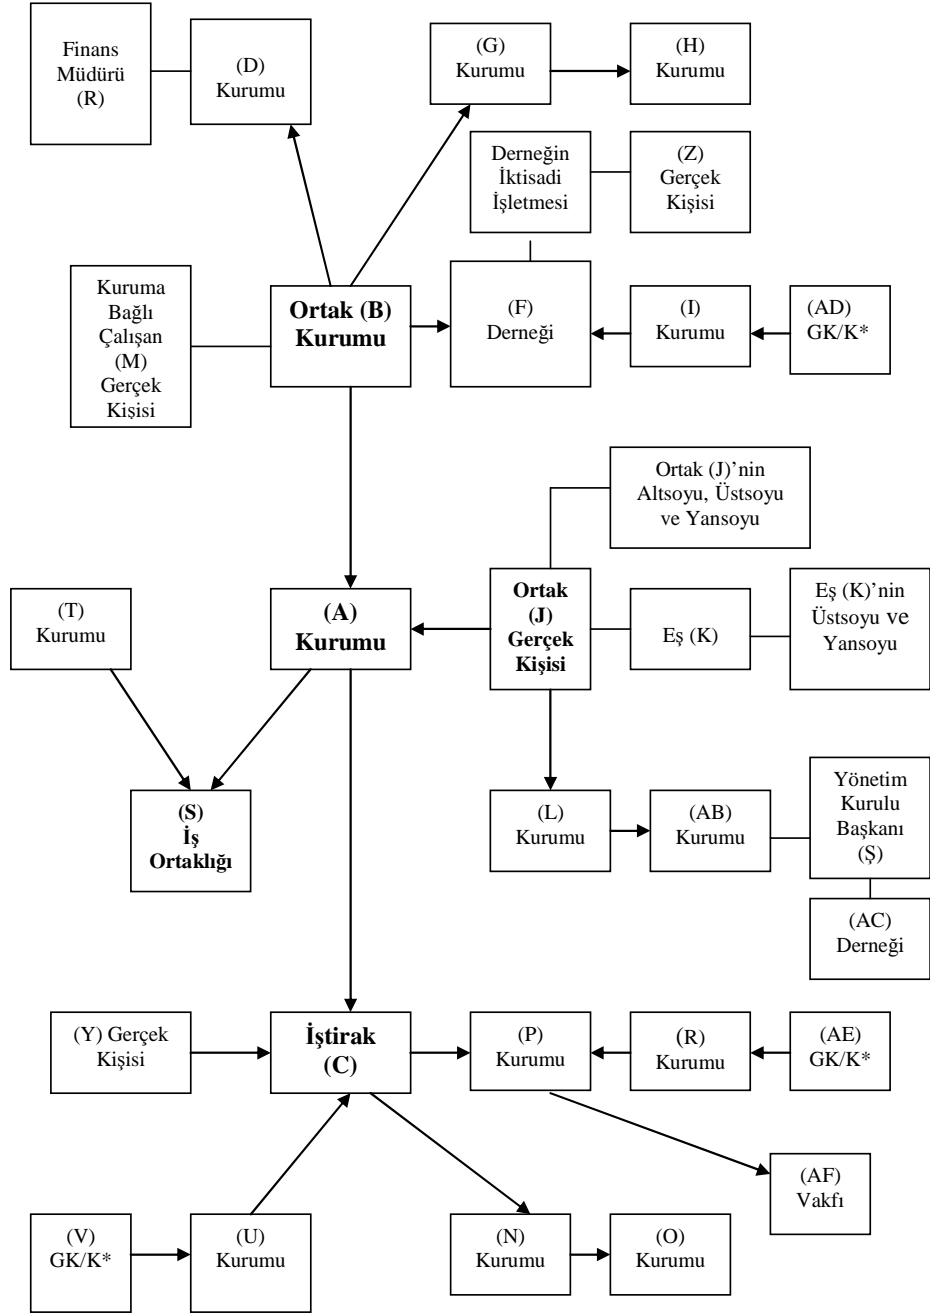 Finans
Müdürü
(R)
(D)
Kurumu
(G)
Kurumu
(H)
Kurumu
Derneğin
İktisadi
İşletmesi
(Z)
Gerçek
Kişisi
Kuruma
Bağlı
Çalışan
(M)
Gerçek
Kişisi
Ortak (B)
Kurumu
(F)
Derneği
(I)
Kurumu
(AD)
GK/K*
Ortak (J)'nin
Altsoyu, Üstsoyu
ve Yansoyu
(T)
Kurumu
(A)
Kurumu
Ortak
(J)
Gerçek
Kişisi
Eş (K)
Eş (K)'nin
Üstsoyu ve
Yansoyu
(S)
İş
Ortaklığı
(L)
Kurumu
(AB)
Kurumu
Yönetim
Kurulu
Başkanı
(Ş)
(AC)
Derneği
(Y) Gerçek
Kişisi
İştirak
(C)
(P)
Kurumu
(R)
Kurumu
(AE)
GK/K*
(AF)
Vakfı
(V)
GK/K*
(U)
Kurumu
(N)
Kurumu
(O)
Kurumu